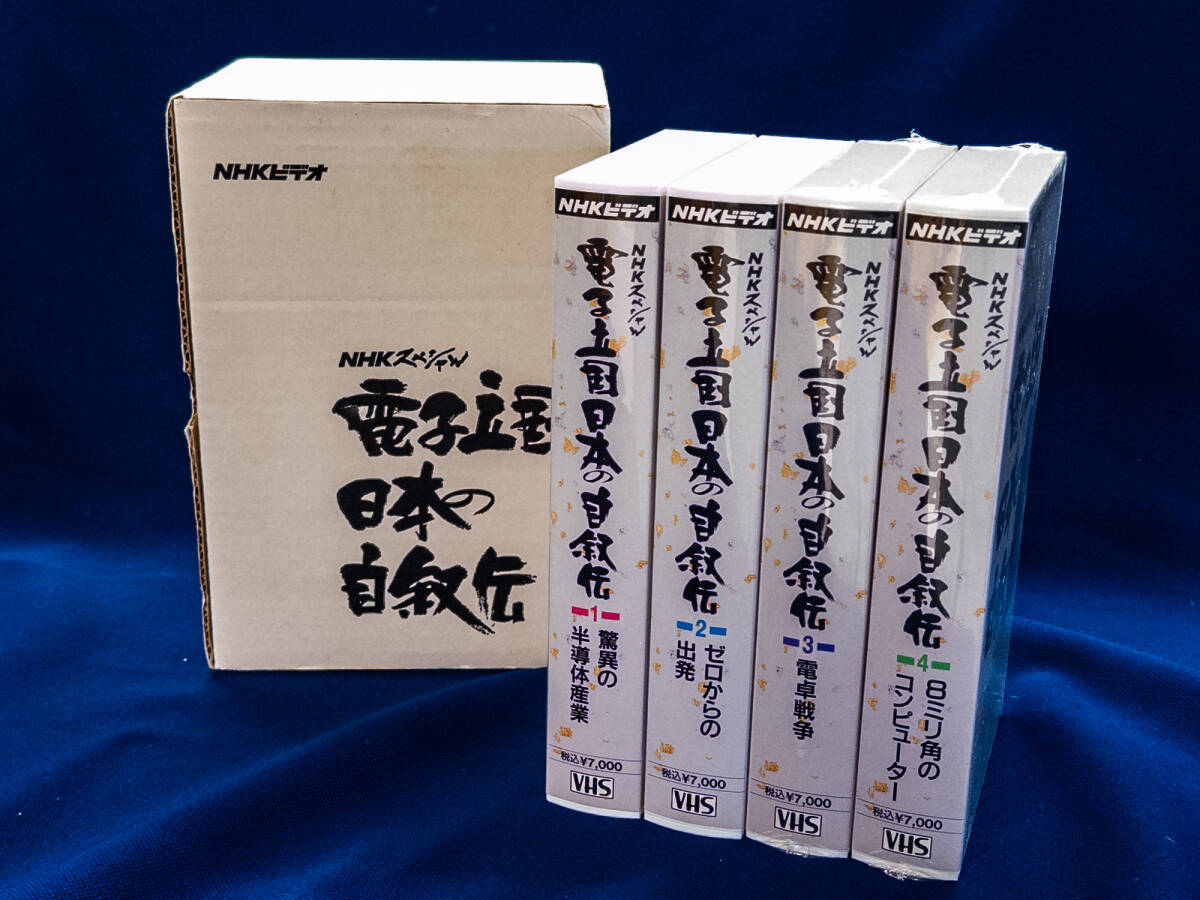 NHKビデオ
NHKスペシャル
電子立国
日本の
自叙伝
NHKビデオ
NHKスペシャル
電子立国日本の自叙伝
1
驚異の
半導体産業
税込¥7,000
VHS
NHKビデオ
NHKスペシャル
電子立国日本の自叙伝
2
ゼロからの
出発
税込¥7,000
VHS
NHKビデオ
NHKスペシャル
電子立国日本の自叙伝
3
電卓戦争
税込¥7,000
VHS
NHKビデオ
NHKスペシャル
電子立国日本の自叙伝
4
8ミリ角の
コンピューター
税込¥7,000
VHS